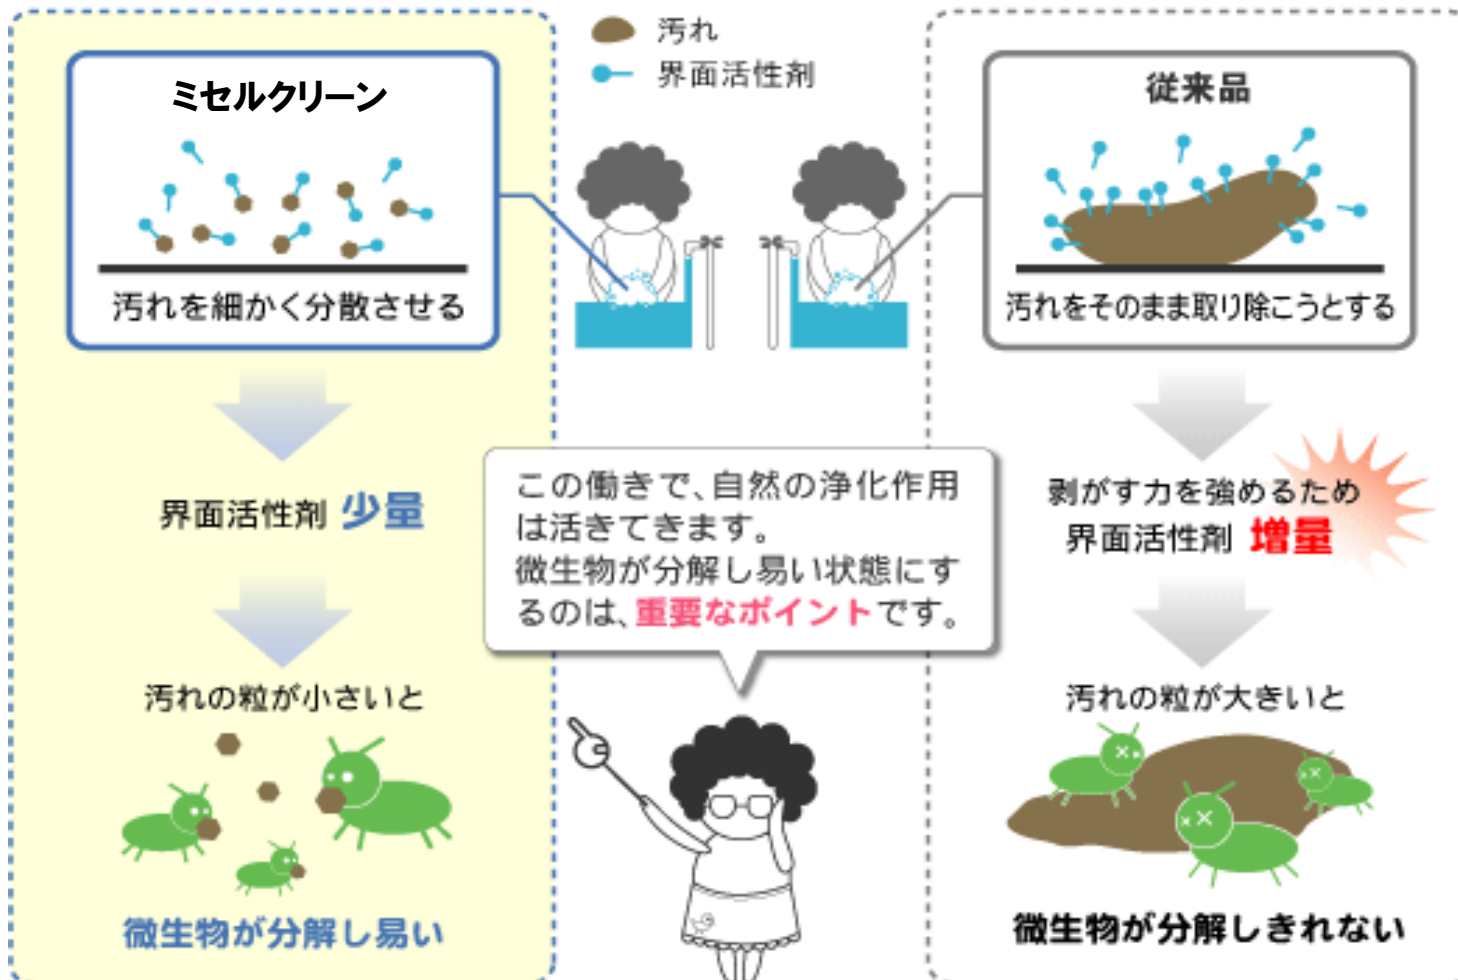 汚れ
界面活性剤
ミセルクリーン
汚れを細かく分散させる
界面活性剤 少量
汚れの粒が小さいと
微生物が分解し易い
この働きで、自然の浄化作用
は活きてきます。
微生物が分解し易い状態にす
るのは、重要なポイントです。
従来品
汚れをそのまま取り除こうとする
剥がす力を強めるため
界面活性剤 増量
汚れの粒が大きいと
微生物が分解しきれない